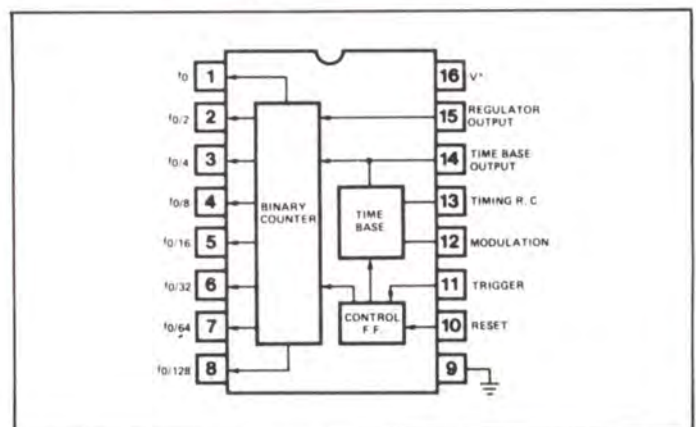 f0 1
f0/2 2
f0/4 3
f0/8 4
f0/16 5
f0/32 6
f0/64 7
f0/128 8
BINARY
COUNTER
TIME
BASE
CONTROL
F.F.
16 V+
15 REGULATOR
OUTPUT
14 TIME BASE
OUTPUT
13 TIMING R. C
12 MODULATION
11 TRIGGER
10 RESET
9